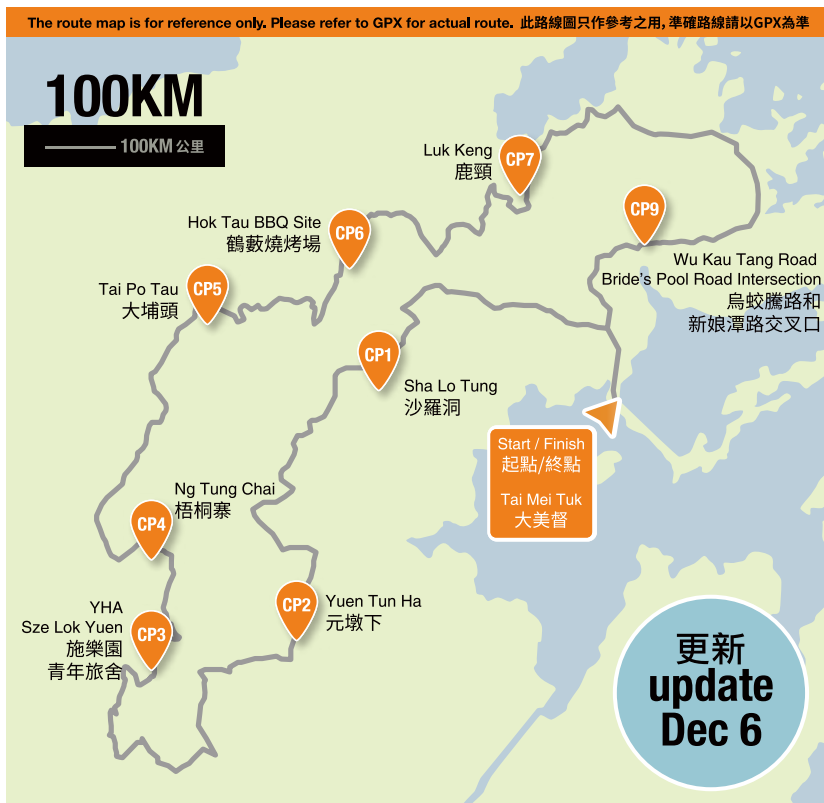 The route map is for reference only. Please refer to GPX for actual route. 此路線圖只作參考之用，準確路線請以GPX為準
100KM
100KM 公里
Luk Keng
鹿頸
CP7
Hok Tau BBQ Site
鶴藪燒烤場
CP6
CP9
Wu Kau Tang Road
Bride's Pool Road Intersection
烏蛟騰路和
新娘潭路交叉口
Tai Po Tau
大埔頭
CP5
CP1
Sha Lo Tung
沙羅洞
Start / Finish
起點/終點
Tai Mei Tuk
大美督
Ng Tung Chai
梧桐寨
CP4
CP2
Yuen Tun Ha
元墩下
YHA
Sze Lok Yuen
施樂園
青年旅舍
CP3
更新
update
Dec 6